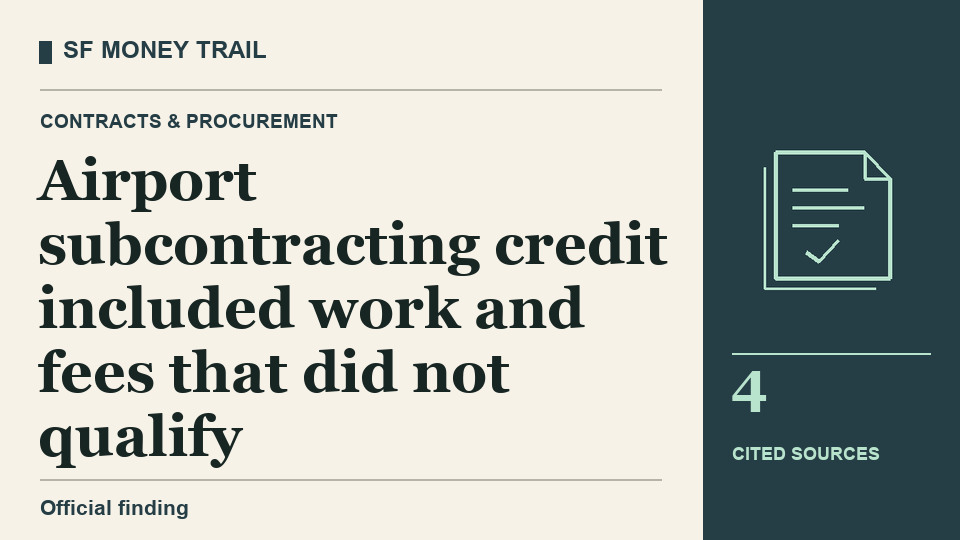 SF MONEY TRAIL
CONTRACTS & PROCUREMENT
Airport
subcontracting credit
included work and
fees that did not
qualify
Official finding
4
CITED SOURCES